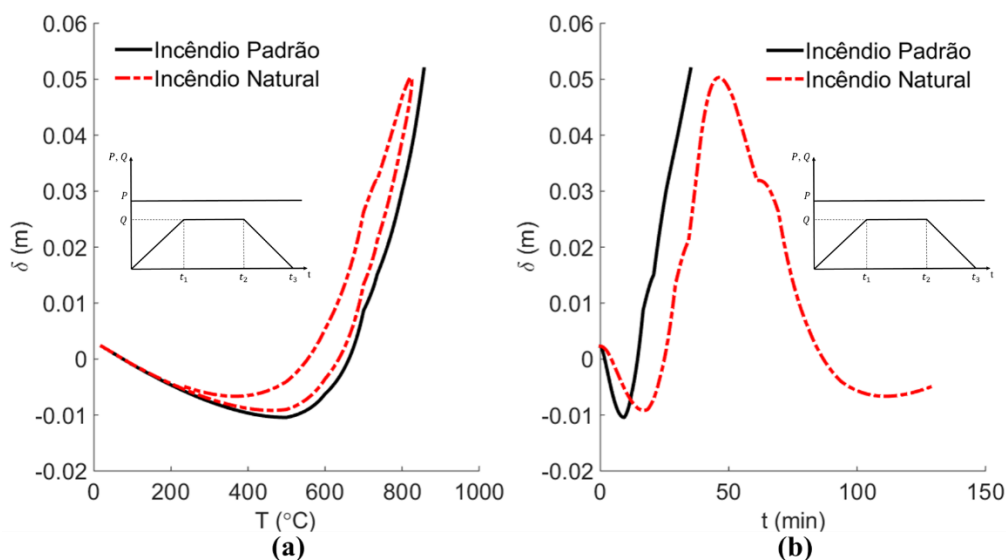 0.06
0.05
0.04
0.03
0.02
0.01
0
-0.01
-0.02
δ (m)
Incêndio Padrão
Incêndio Natural
P, Q
P
Q
t₁
t₂
t₃
t
0
200
400
600
800
1000
T (°C)
(a)
0.06
0.05
0.04
0.03
0.02
0.01
0
-0.01
-0.02
δ (m)
Incêndio Padrão
Incêndio Natural
P, Q
P
Q
t₁
t₂
t₃
t
0
50
100
150
t (min)
(b)